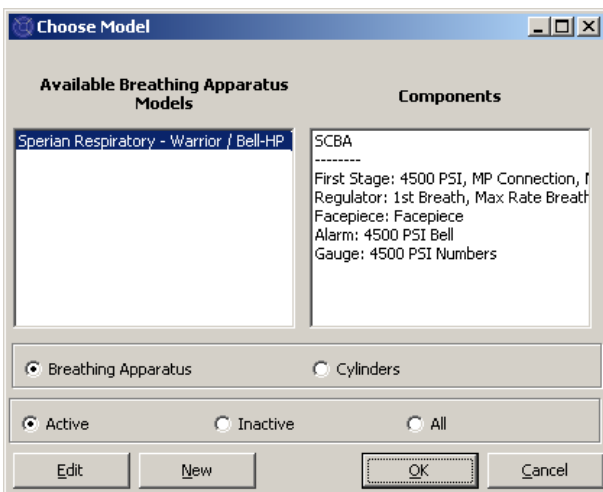 Choose Model
Available Breathing Apparatus
Models
Components
Sperian Respiratory - Warrior / Bell-HP
SCBA
--------
First Stage: 4500 PSI, MP Connection,
Regulator: 1st Breath, Max Rate Breath
Facepiece: Facepiece
Alarm: 4500 PSI Bell
Gauge: 4500 PSI Numbers
Breathing Apparatus
Cylinders
Active
Inactive
All
Edit
New
OK
Cancel